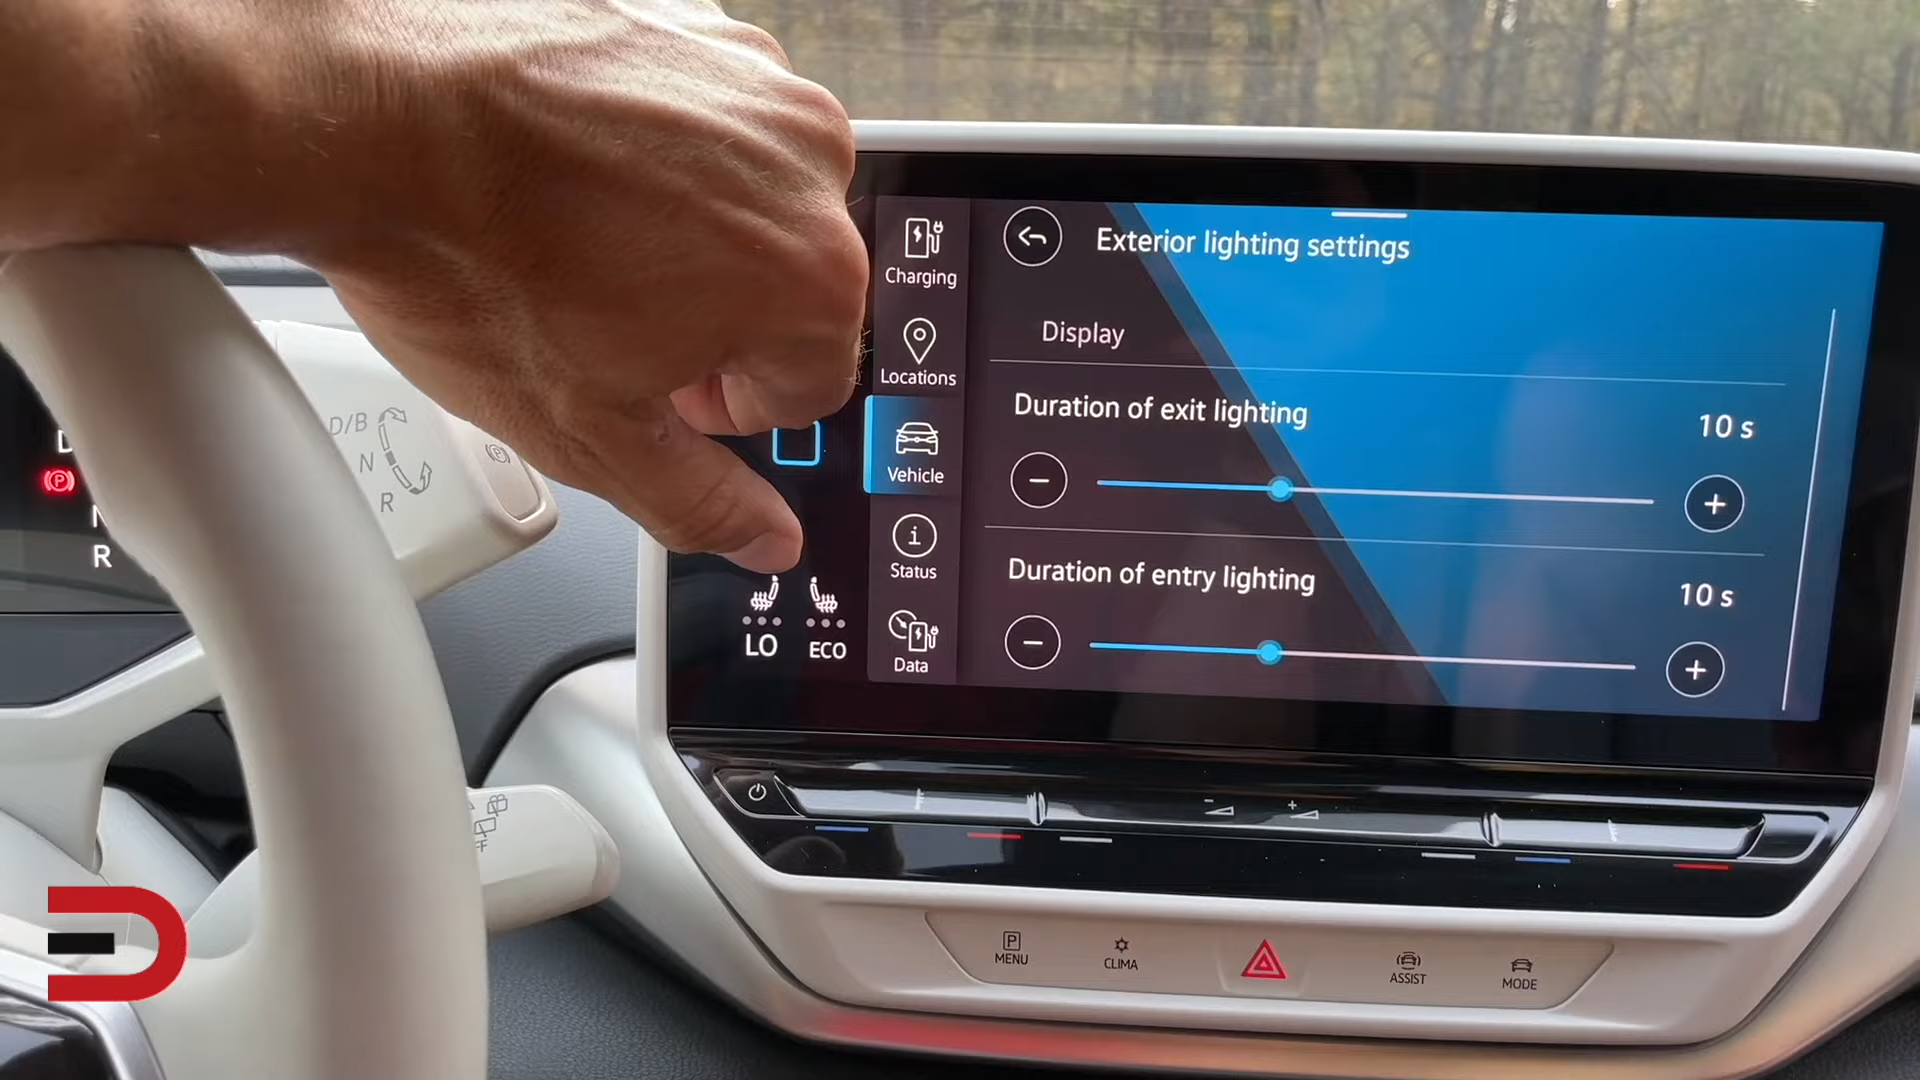 Charging
Locations
Vehicle
Status
Data
Exterior lighting settings
Display
Duration of exit lighting
10 s
Duration of entry lighting
10 s
LO
ECO
D/B
N
R
P
R
P
MENU
CLIMA
ASSIST
MODE